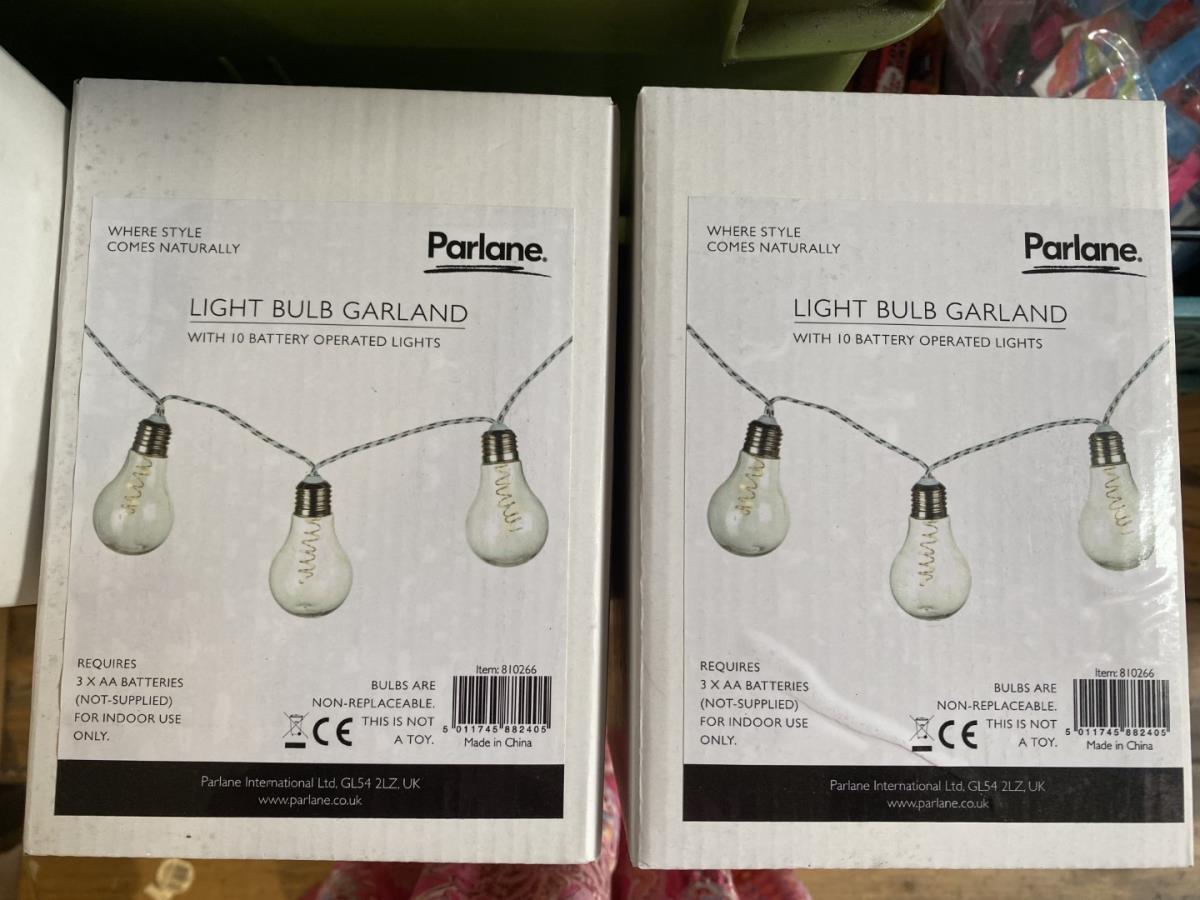 WHERE STYLE
COMES NATURALLY
Parlane.
LIGHT BULB GARLAND
WITH 10 BATTERY OPERATED LIGHTS
REQUIRES
3 X AA BATTERIES
(NOT-SUPPLIED)
FOR INDOOR USE
ONLY.
CE
BULBS ARE
NON-REPLACEABLE.
THIS IS NOT
A TOY.
Item: 810266
5 011745 882405
Made in China
Parlane International Ltd, GL54 2LZ, UK
www.parlane.co.uk
WHERE STYLE
COMES NATURALLY
Parlane.
LIGHT BULB GARLAND
WITH 10 BATTERY OPERATED LIGHTS
REQUIRES
3 X AA BATTERIES
(NOT-SUPPLIED)
FOR INDOOR USE
ONLY.
CE
BULBS ARE
NON-REPLACEABLE.
THIS IS NOT
A TOY.
Item: 810266
5 011745 882405
Made in China
Parlane International Ltd, GL54 2LZ, UK
www.parlane.co.uk